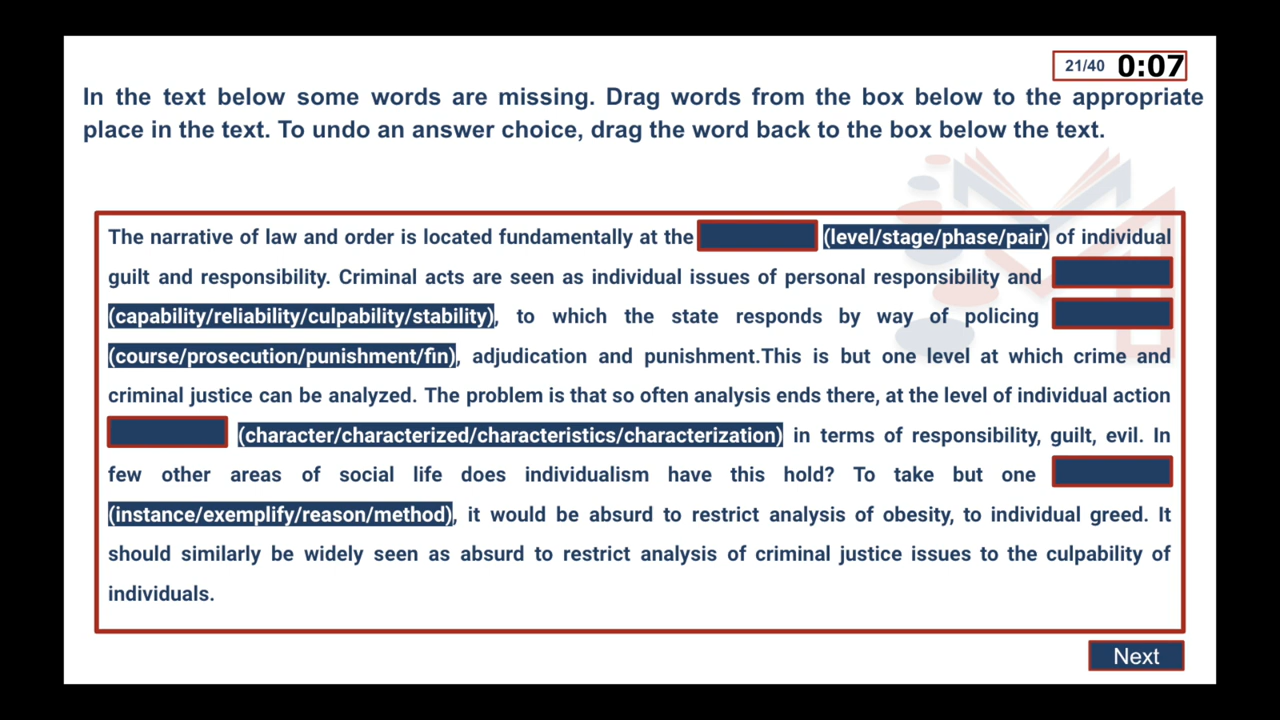 21/40 0:07
In the text below some words are missing. Drag words from the box below to the appropriate
place in the text. To undo an answer choice, drag the word back to the box below the text.
The narrative of law and order is located fundamentally at the (level/stage/phase/pair) of individual
guilt and responsibility. Criminal acts are seen as individual issues of personal responsibility and
(capability/reliability/culpability/stability), to which the state responds by way of policing
(course/prosecution/punishment/fin), adjudication and punishment.This is but one level at which crime and
criminal justice can be analyzed. The problem is that so often analysis ends there, at the level of individual action
(character/characterized/characteristics/characterization) in terms of responsibility, guilt, evil. In
few other areas of social life does individualism have this hold? To take but one
(instance/exemplify/reason/method), it would be absurd to restrict analysis of obesity, to individual greed. It
should similarly be widely seen as absurd to restrict analysis of criminal justice issues to the culpability of
individuals.
Next